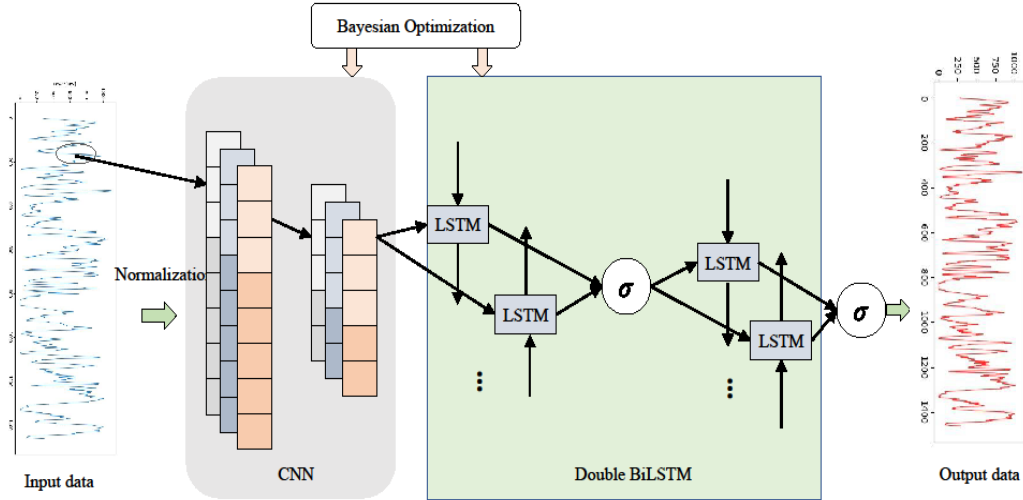 Bayesian Optimization
Normalizatio
LSTM
LSTM
σ
LSTM
LSTM
σ
...
...
0
250
500
750
1000
0
200
400
600
800
1000
1200
1400
Input data
CNN
Double BiLSTM
Output data